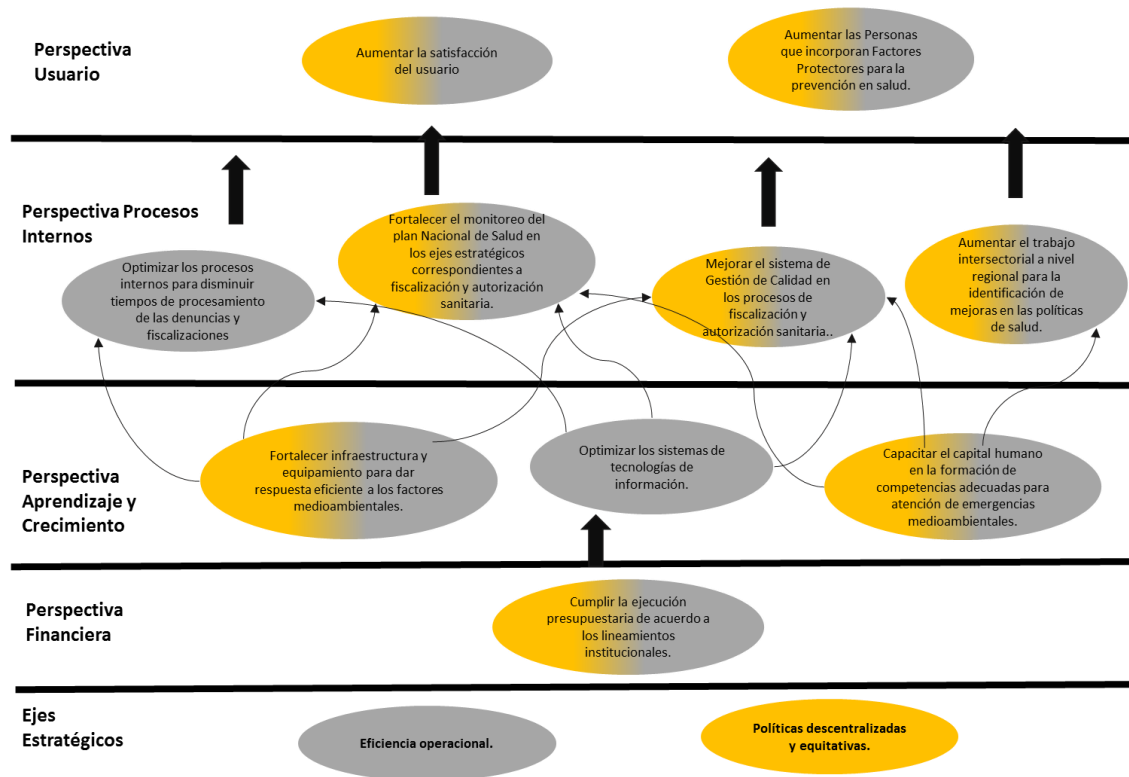 Perspectiva
Usuario
Aumentar la satisfacción
del usuario
Aumentar las Personas
que incorporan Factores
Protectores para la
prevención en salud.
Perspectiva Procesos
Internos
Optimizar los procesos
internos para disminuir
tiempos de procesamiento
de las denuncias y
fiscalizaciones
Fortalecer el monitoreo del
plan Nacional de Salud en
los ejes estratégicos
correspondientes a
fiscalización y autorización
sanitaria.
Mejorar el sistema de
Gestión de Calidad en
los procesos de
fiscalización y
autorización sanitaria..
Aumentar el trabajo
intersectorial a nivel
regional para la
identificación de
mejoras en las políticas
de salud.
Perspectiva
Aprendizaje y
Crecimiento
Fortalecer infraestructura y
equipamiento para dar
respuesta eficiente a los factores
medioambientales.
Optimizar los sistemas de
tecnologías de
información.
Capacitar el capital humano
en la formación de
competencias adecuadas para
atención de emergencias
medioambientales.
Perspectiva
Financiera
Cumplir la ejecución
presupuestaria de acuerdo a
los lineamientos
institucionales.
Ejes
Estratégicos
Eficiencia operacional.
Políticas descentralizadas
y equitativas.